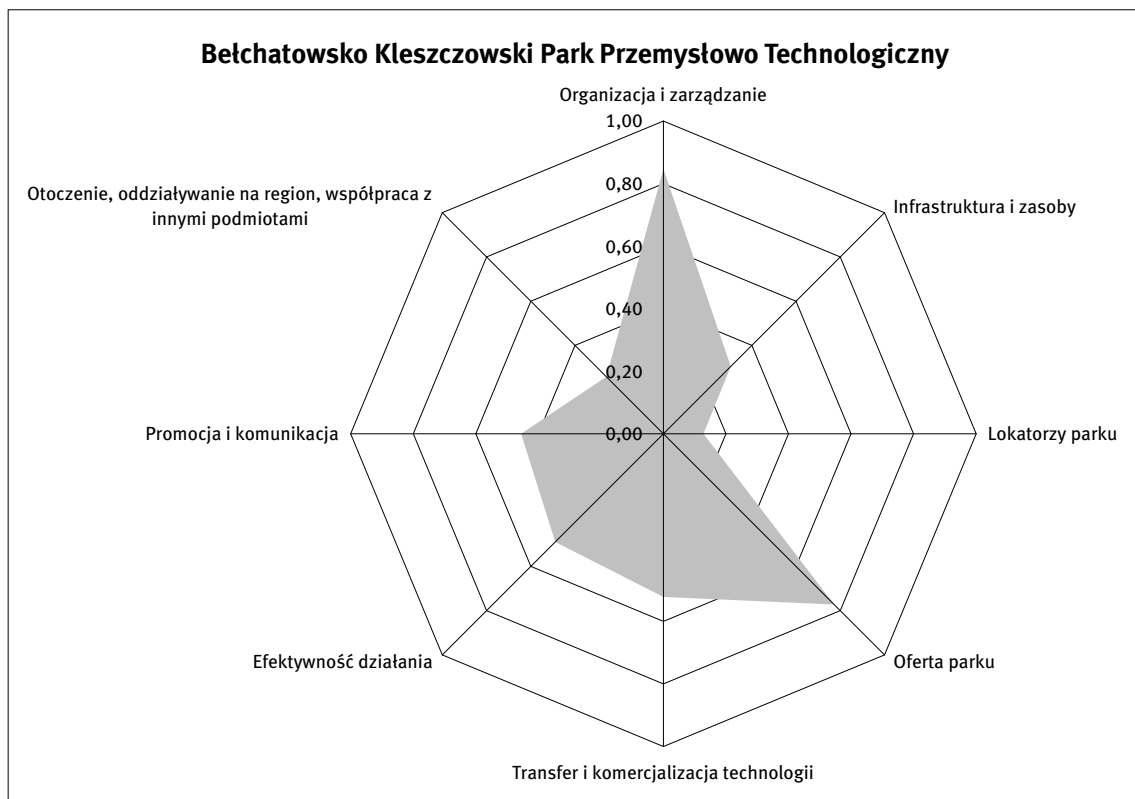 Bełchatowsko Kleszczowski Park Przemysłowo Technologiczny
Organizacja i zarządzanie
1,00
0,80
0,60
0,40
0,20
0,00
Infrastruktura i zasoby
Lokatorzy parku
Oferta parku
Transfer i komercjalizacja technologii
Efektywność działania
Promocja i komunikacja
Otoczenie, oddziaływanie na region, współpraca z
innymi podmiotami